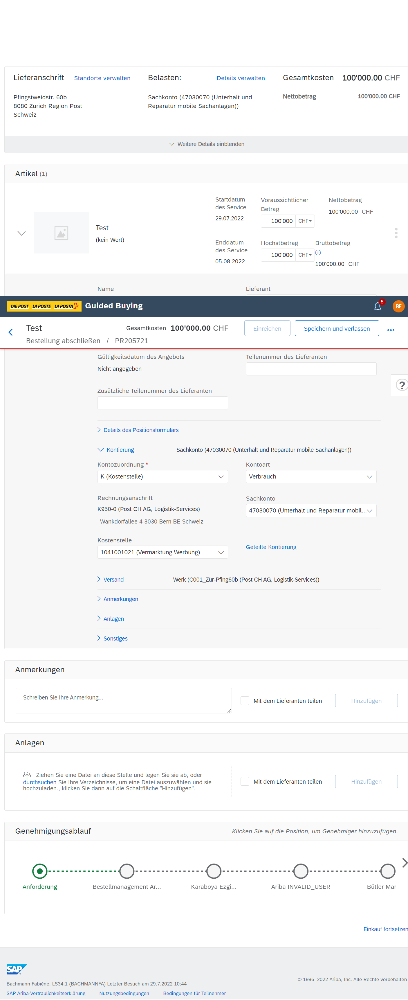 Lieferanschrift Standorte verwalten
Pfingstweidstr. 60b
8080 Zürich Region Post
Schweiz
Belasten: Details verwalten
Sachkonto (47030070 (Unterhalt und
Reparatur mobile Sachanlagen))
Gesamtkosten 100'000.00 CHF
Nettobetrag 100'000.00 CHF
Weitere Details einblenden
Artikel (1)
Test
(kein Wert)
Startdatum
des Service
29.07.2022
Voraussichtlicher
Betrag
100'000 CHF
Nettobetrag
100'000.00 CHF
Enddatum
des Service
05.08.2022
Höchstbetrag
100'000 CHF
Bruttobetrag
100'000.00 CHF
Name Lieferant
DIE POST LA POSTE LA POSTA Guided Buying 5 BF
Test Gesamtkosten 100'000.00 CHF Einreichen Speichern und verlassen
Bestellung abschließen / PR205721
Gültigkeitsdatum des Angebots Teilenummer des Lieferanten
Nicht angegeben
?
Zusätzliche Teilenummer des Lieferanten
Details des Positionsformulars
Kontierung Sachkonto (47030070 (Unterhalt und Reparatur mobile Sachanlagen))
Kontozuordnung * Kontoart
K (Kostenstelle) Verbrauch
Rechnungsanschrift Sachkonto
K950-0 (Post CH AG, Logistik-Services) 47030070 (Unterhalt und Reparatur mobil...
Wankdorfallee 4 3030 Bern BE Schweiz
Kostenstelle
1041001021 (Vermarktung Werbung) Geteilte Kontierung
Versand Werk (C001_Zür-Pfing60b (Post CH AG, Logistik-Services))
Anmerkungen
Anlagen
Sonstiges
Anmerkungen
Schreiben Sie Ihre Anmerkung... Mit dem Lieferanten teilen Hinzufügen
Anlagen
Ziehen Sie eine Datei an diese Stelle und legen Sie sie ab, oder
durchsuchen Sie Ihre Verzeichnisse, um eine Datei auszuwählen und sie
hochzuladen., klicken Sie dann auf die Schaltfläche "Hinzufügen".
Mit dem Lieferanten teilen Hinzufügen
Genehmigungsablauf Klicken Sie auf die Position, um Genehmiger hinzuzufügen.
Anforderung Bestellmanagement Ar... Karaboya Ezgi... Ariba INVALID_USER Bütler Mar
Einkauf fortsetzen
SAP
© 1996–2022 Ariba, Inc. Alle Rechte vorbehalten
Bachmann Fabiène, LS34.1 (BACHMANNFA) Letzter Besuch am 29.7.2022 10:44
SAP Ariba-Vertraulichkeitserklärung Nutzungsbedingungen Bedingungen für Teilnehmer